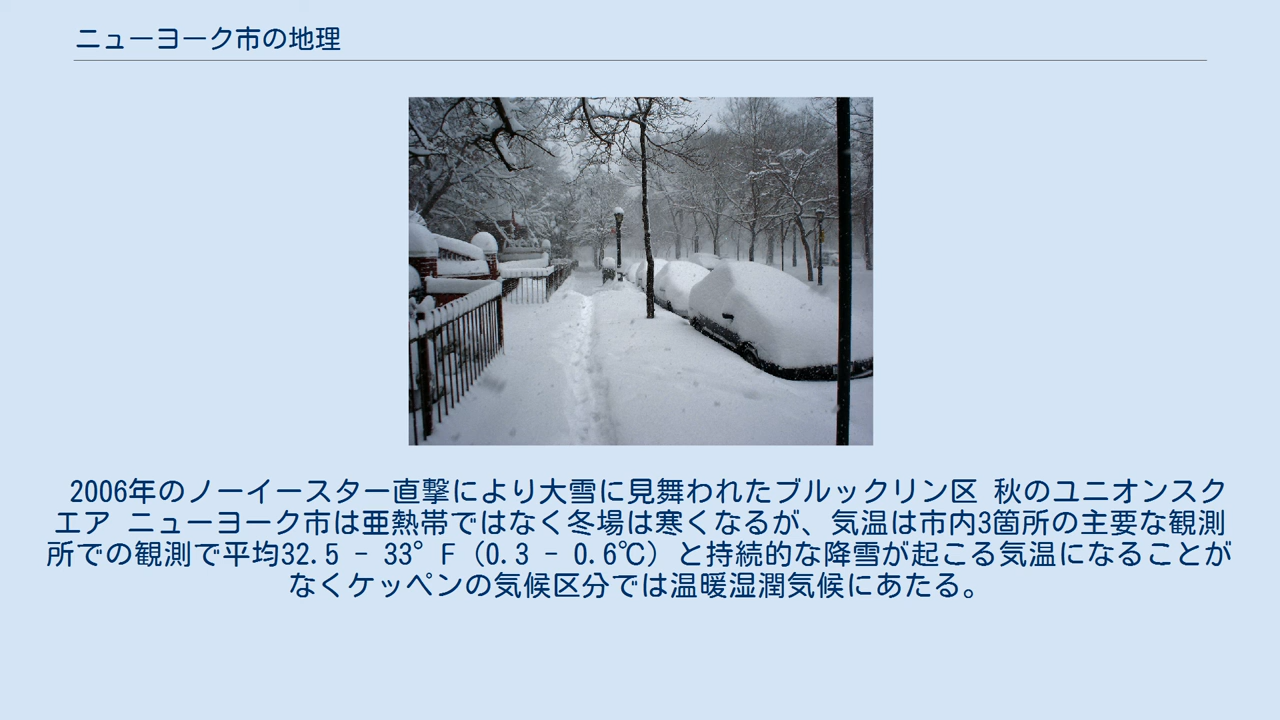 ニューヨーク市の地理
2006年のノーイースター直撃により大雪に見舞われたブルックリン区 秋のユニオンスク
エア ニューヨーク市は亜熱帯ではなく冬場は寒くなるが、気温は市内3箇所の主要な観測
所での観測で平均32.5 - 33°F（0.3 - 0.6℃）と持続的な降雪が起こる気温になることが
なくケッペンの気候区分では温暖湿潤気候にあたる。